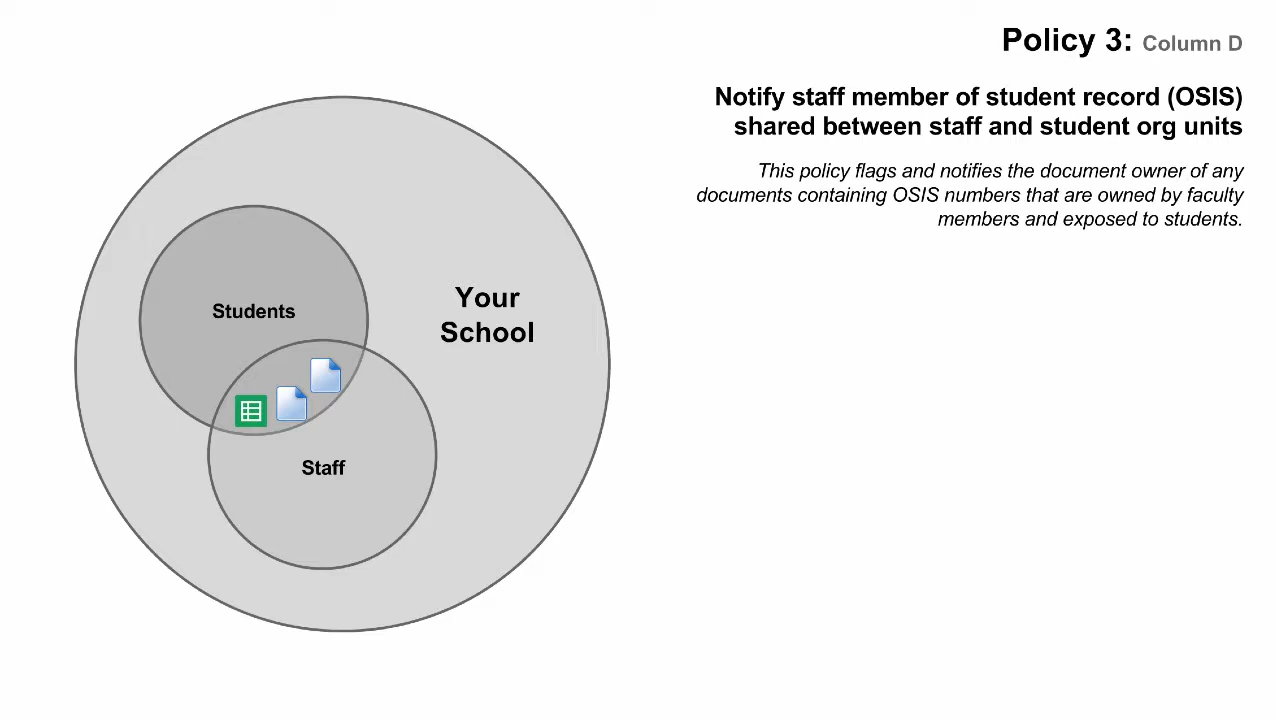 Policy 3: Column D
Notify staff member of student record (OSIS)
shared between staff and student org units
This policy flags and notifies the document owner of any
documents containing OSIS numbers that are owned by faculty
members and exposed to students.
Students
Your
School
Staff